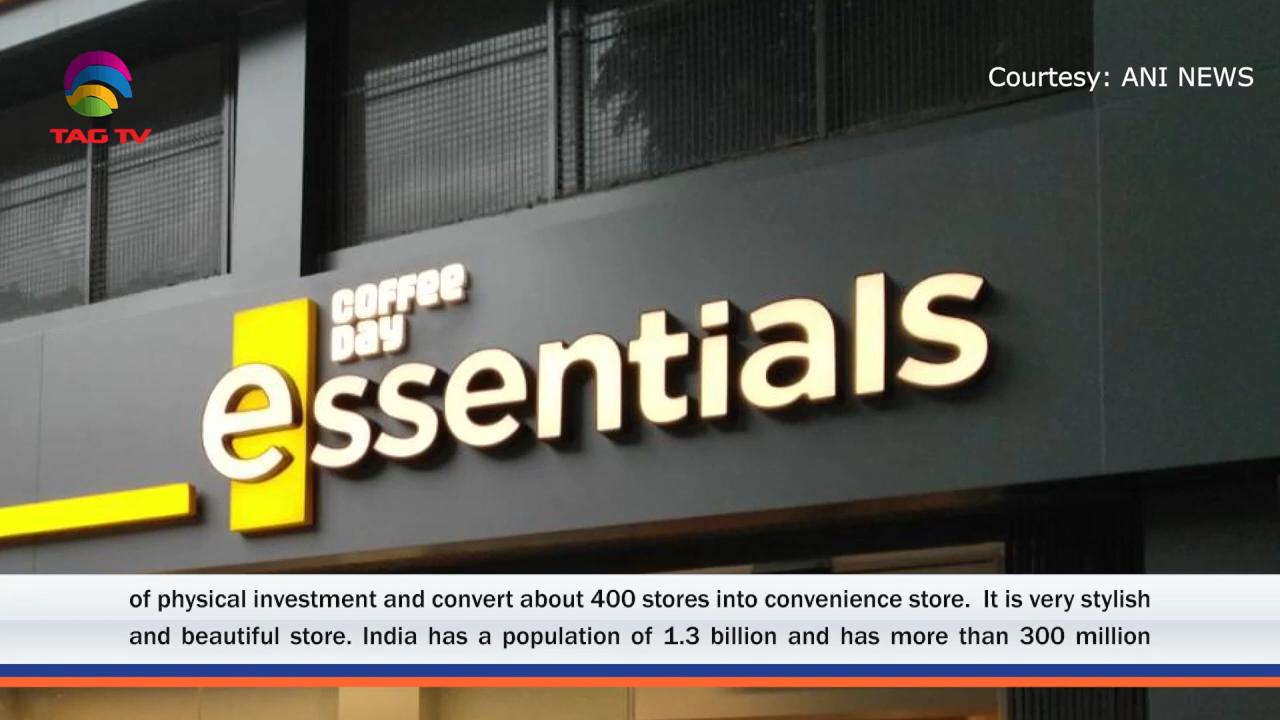 TAG TV
Courtesy: ANI NEWS
coffee
Day
essentials
of physical investment and convert about 400 stores into convenience store. It is very stylish
and beautiful store. India has a population of 1.3 billion and has more than 300 million